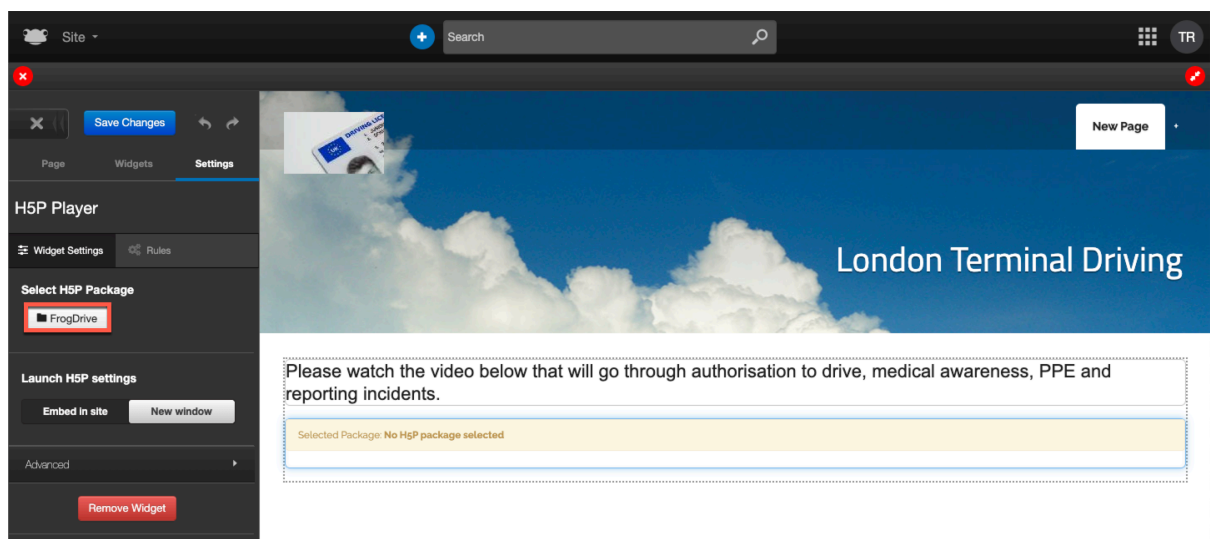 Site
Search
TR
Save Changes
Page Widgets Settings
New Page
+
DRIVING LICE
UK
H5P Player
Widget Settings Rules
Select H5P Package
FrogDrive
London Terminal Driving
Launch H5P settings
Embed in site New window
Please watch the video below that will go through authorisation to drive, medical awareness, PPE and
reporting incidents.
Selected Package: No H5P package selected
Advanced
Remove Widget